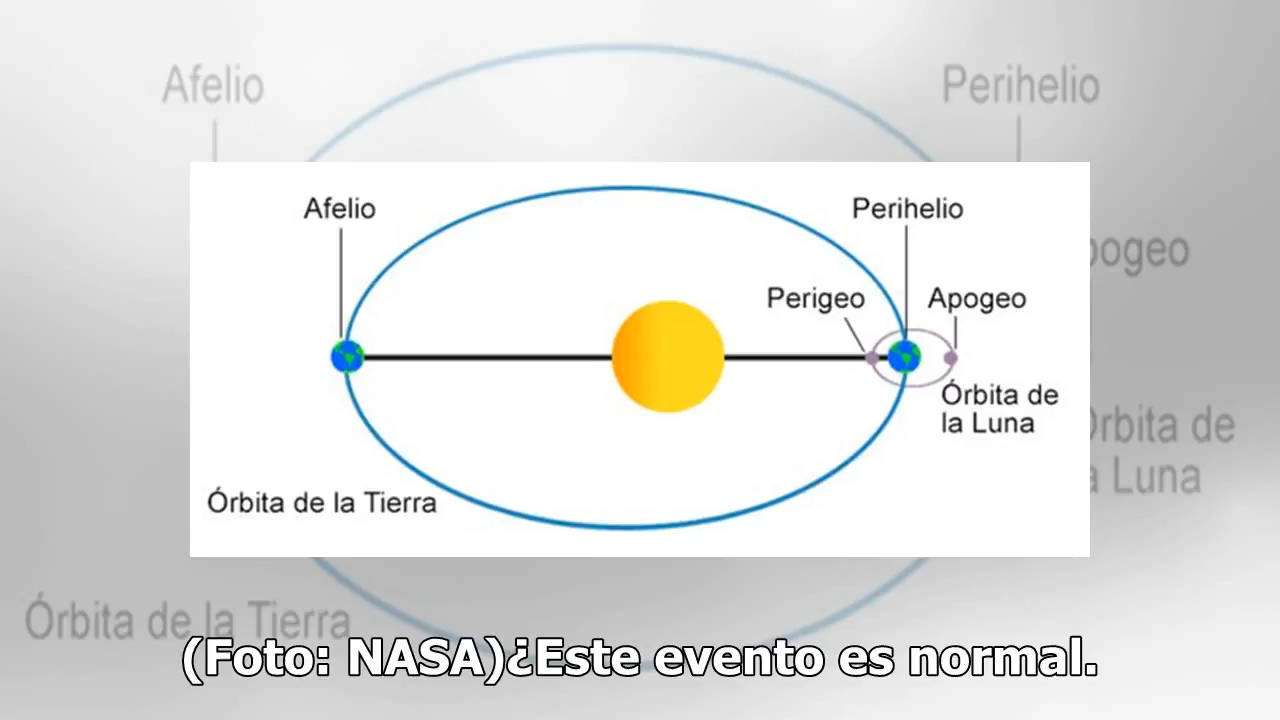 Afelio
Perihelio
Afelio
Perihelio
pogeo
Perigeo
Apogeo
Órbita de
la Luna
Órbita de
a Luna
Órbita de la Tierra
Órbita de la Tierra
(Foto: NASA)¿Este evento es normal.